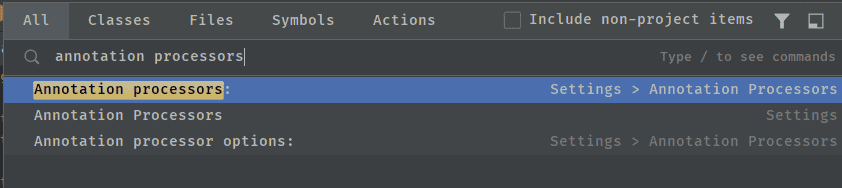 All Classes Files Symbols Actions Include non-project items
annotation processors Type / to see commands
Annotation processors: Settings > Annotation Processors
Annotation Processors Settings
Annotation processor options: Settings > Annotation Processors